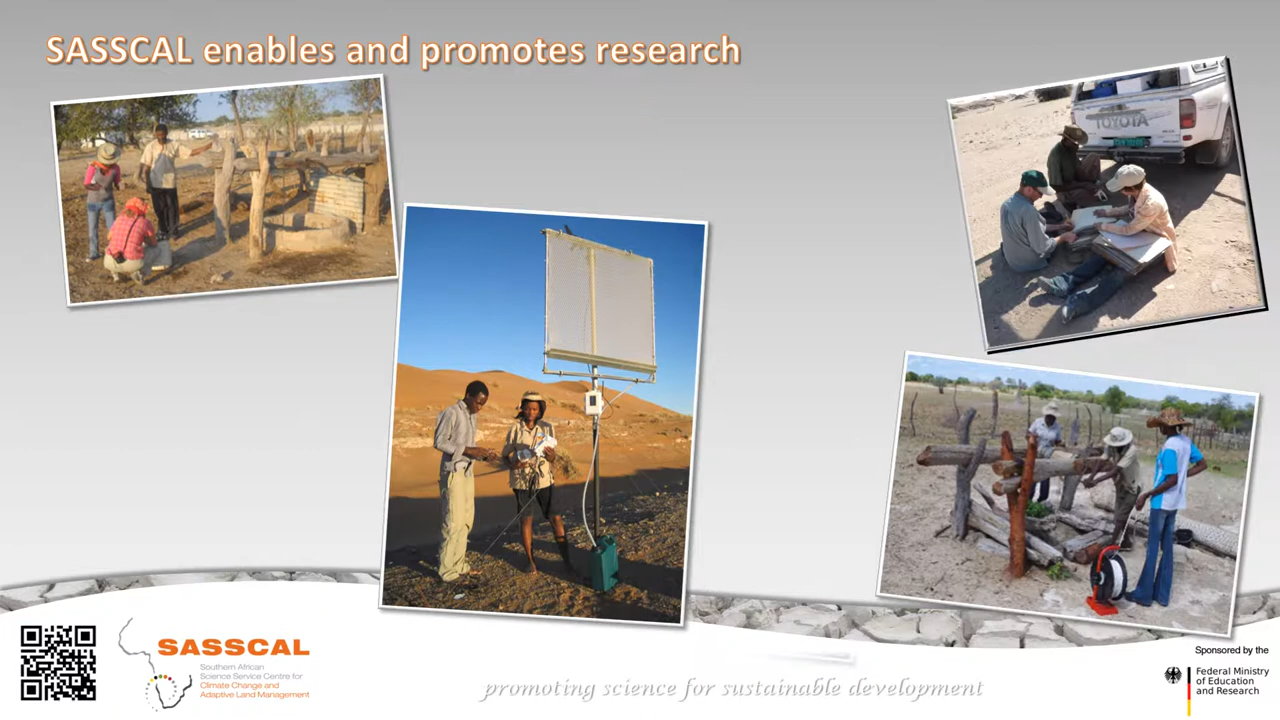 SASSCAL enables and promotes research
TOYOTA
SASSCAL
Southern African
Science Service Centre for
Climate Change and
Adaptive Land Management
promoting science for sustainable development
Sponsored by the
Federal Ministry
of Education
and Research